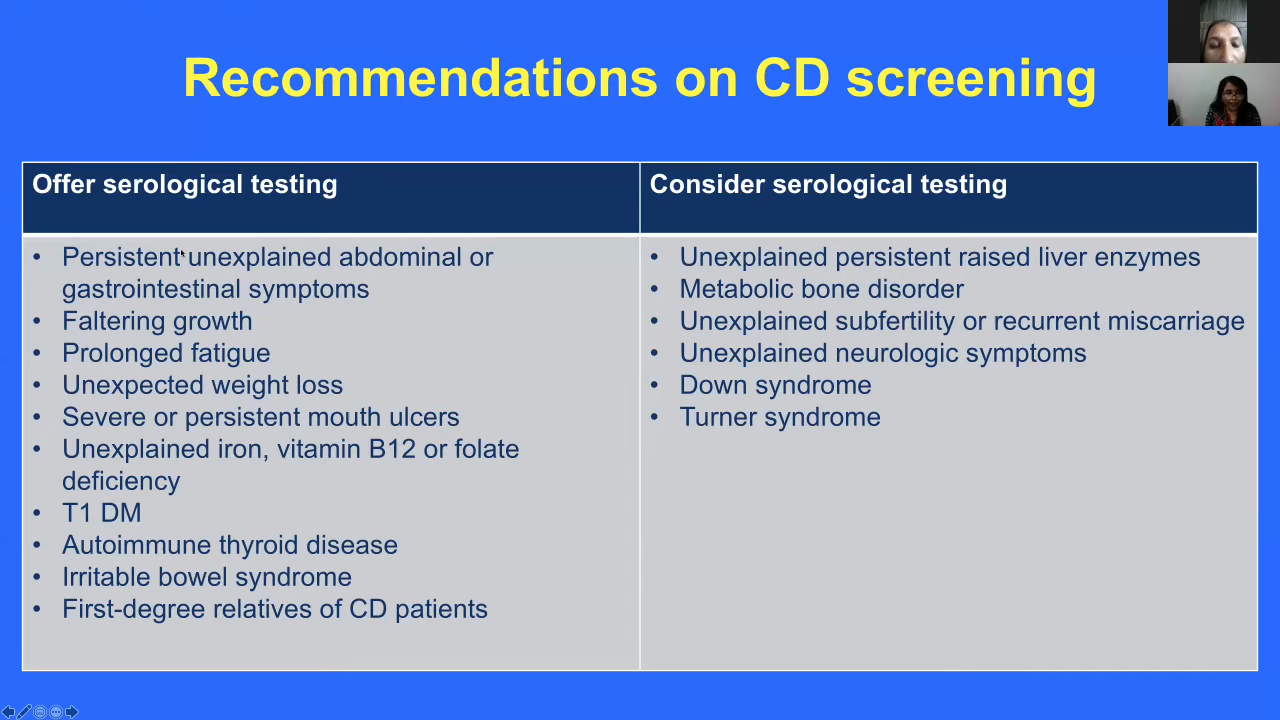 Recommendations on CD screening
Offer serological testing
• Persistent unexplained abdominal or
gastrointestinal symptoms
• Faltering growth
• Prolonged fatigue
• Unexpected weight loss
• Severe or persistent mouth ulcers
• Unexplained iron, vitamin B12 or folate
deficiency
• T1 DM
• Autoimmune thyroid disease
• Irritable bowel syndrome
• First-degree relatives of CD patients
Consider serological testing
• Unexplained persistent raised liver enzymes
• Metabolic bone disorder
• Unexplained subfertility or recurrent miscarriage
• Unexplained neurologic symptoms
• Down syndrome
• Turner syndrome